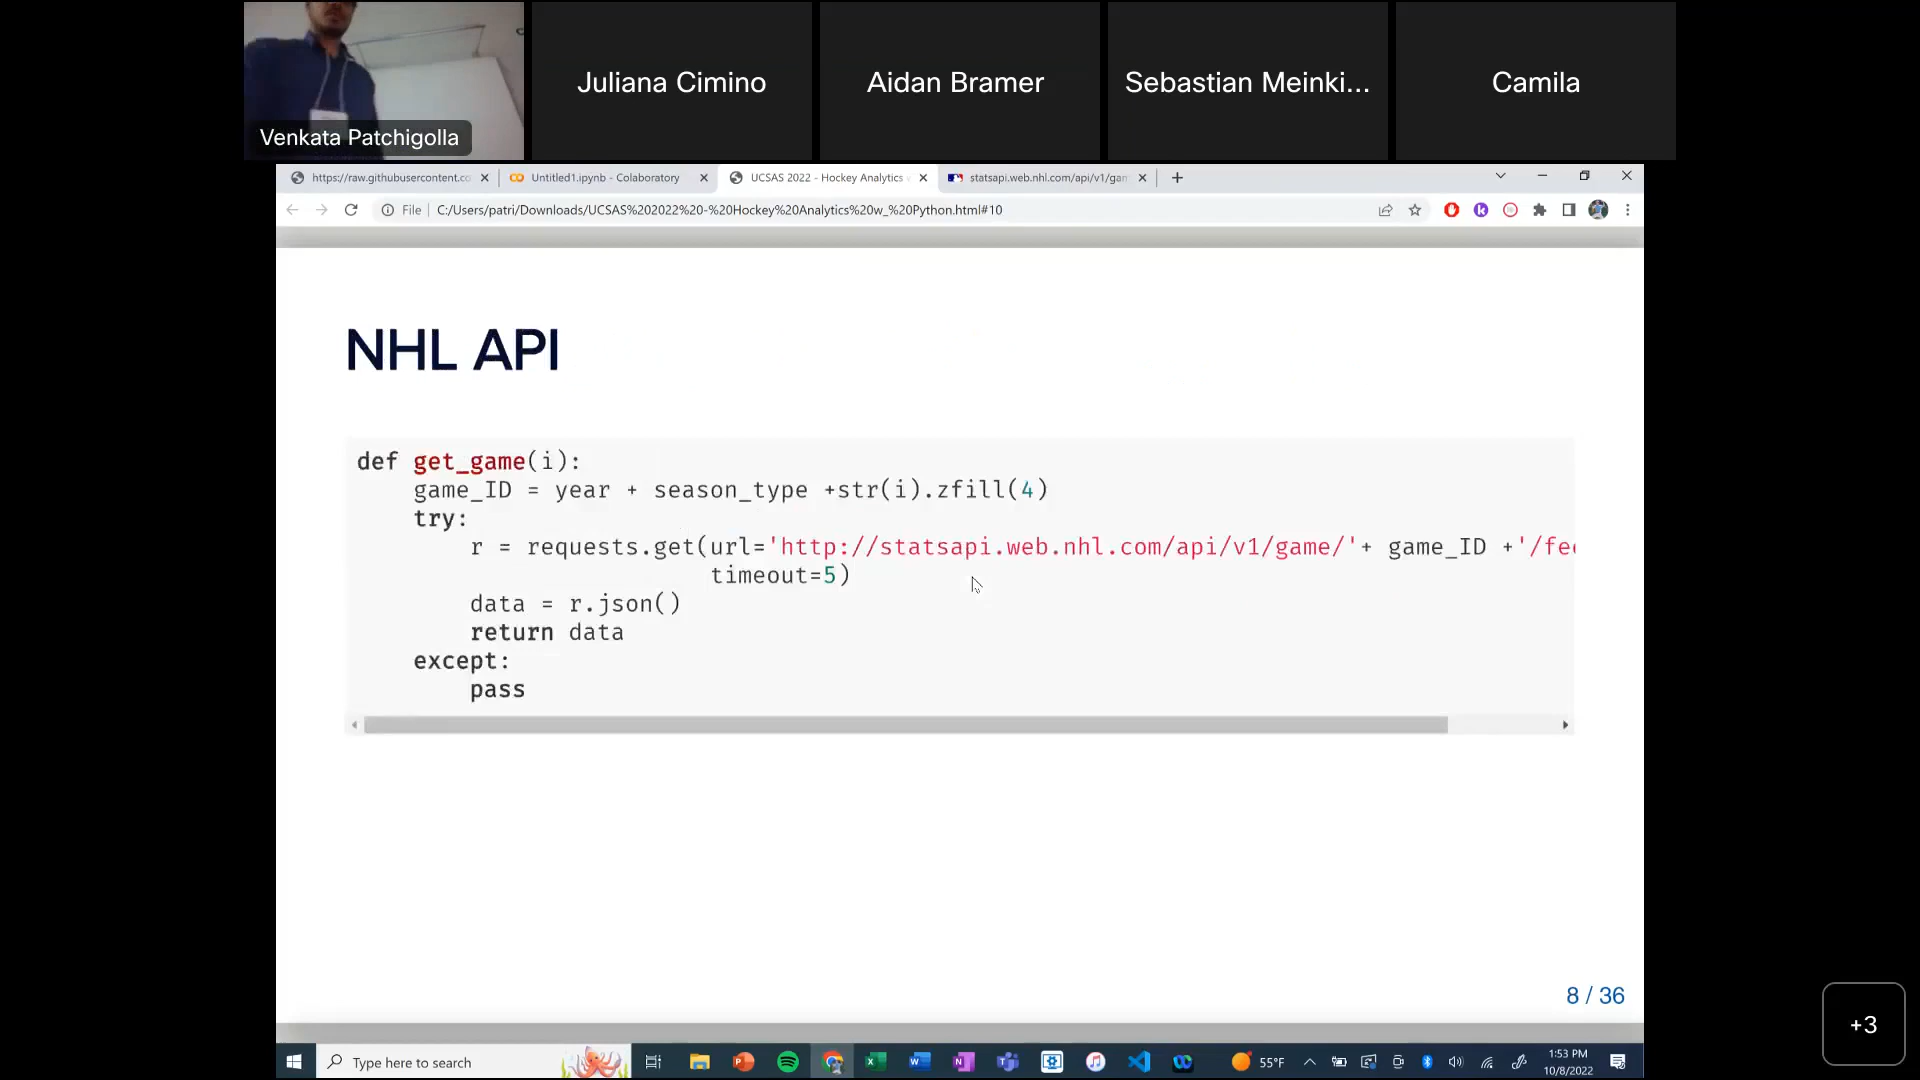 Venkata Patchigolla
Juliana Cimino
Aidan Bramer
Sebastian Meinki...
Camila
https://raw.githubusercontent.co
Untitled1.ipynb - Colaboratory
UCSAS 2022 - Hockey Analytics
statsapi.web.nhl.com/api/v1/gam
File
C:/Users/patri/Downloads/UCSAS%202022%20-%20Hockey%20Analytics%20w_%20Python.html#10
NHL API
def get_game(i):
game_ID = year + season_type +str(i).zfill(4)
try:
r = requests.get(url='http://statsapi.web.nhl.com/api/v1/game/'+ game_ID +'/fee
timeout=5)
data = r.json()
return data
except:
pass
8 / 36
+3
Type here to search
55°F
1:53 PM
10/8/2022